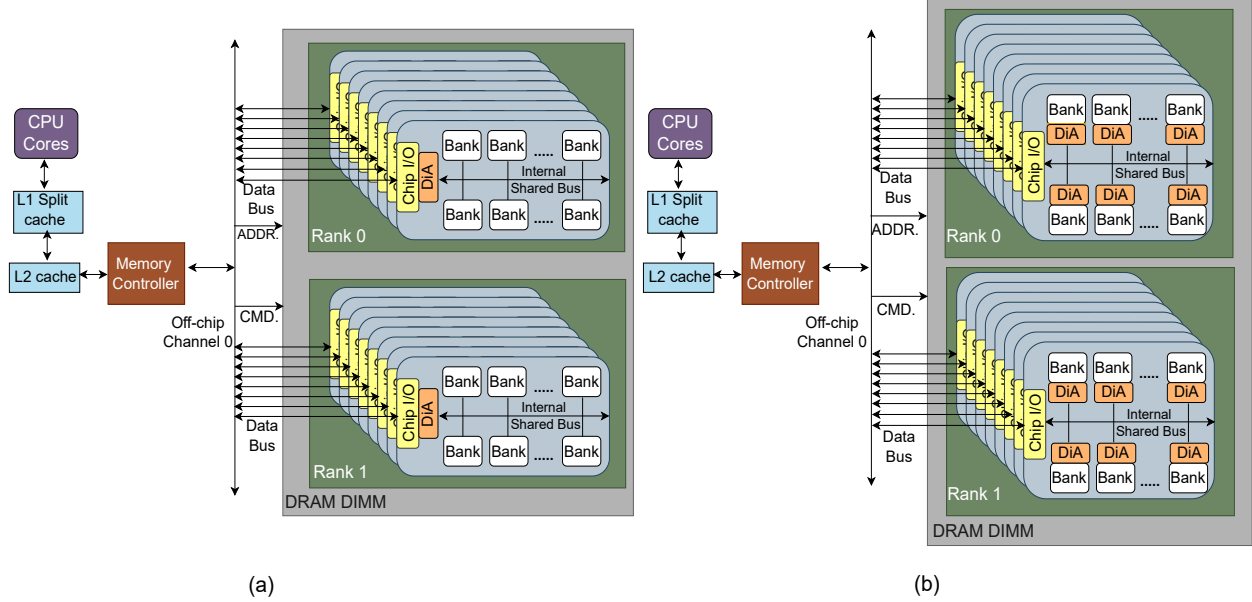 CPU
Cores
L1 Split
cache
L2 cache
Memory
Controller
Off-chip
Channel 0
Data
Bus
ADDR.
CMD.
Data
Bus
Rank 0
Chip I/O
DiA
Bank
Bank
.....
Bank
Internal
Shared Bus
Bank
Bank
.....
Bank
Rank 1
Chip I/O
DiA
Bank
Bank
.....
Bank
Internal
Shared Bus
Bank
Bank
.....
Bank
DRAM DIMM
(a)
CPU
Cores
L1 Split
cache
L2 cache
Memory
Controller
Off-chip
Channel 0
Data
Bus
ADDR.
CMD.
Data
Bus
Rank 0
Chip I/O
Bank
Bank
.....
Bank
DiA
DiA
DiA
Internal
Shared Bus
DiA
DiA
DiA
Bank
Bank
.....
Bank
Rank 1
Chip I/O
Bank
Bank
.....
Bank
DiA
DiA
DiA
Internal
Shared Bus
DiA
DiA
DiA
Bank
Bank
.....
Bank
DRAM DIMM
(b)